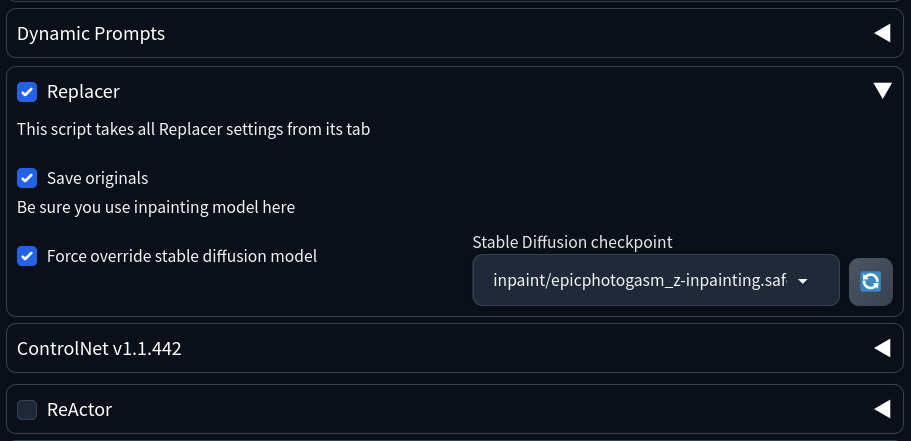 Dynamic Prompts
Replacer
This script takes all Replacer settings from its tab
Save originals
Be sure you use inpainting model here
Force override stable diffusion model
Stable Diffusion checkpoint
inpaint/epicphotogasm_z-inpainting.saf
ControlNet v1.1.442
ReActor